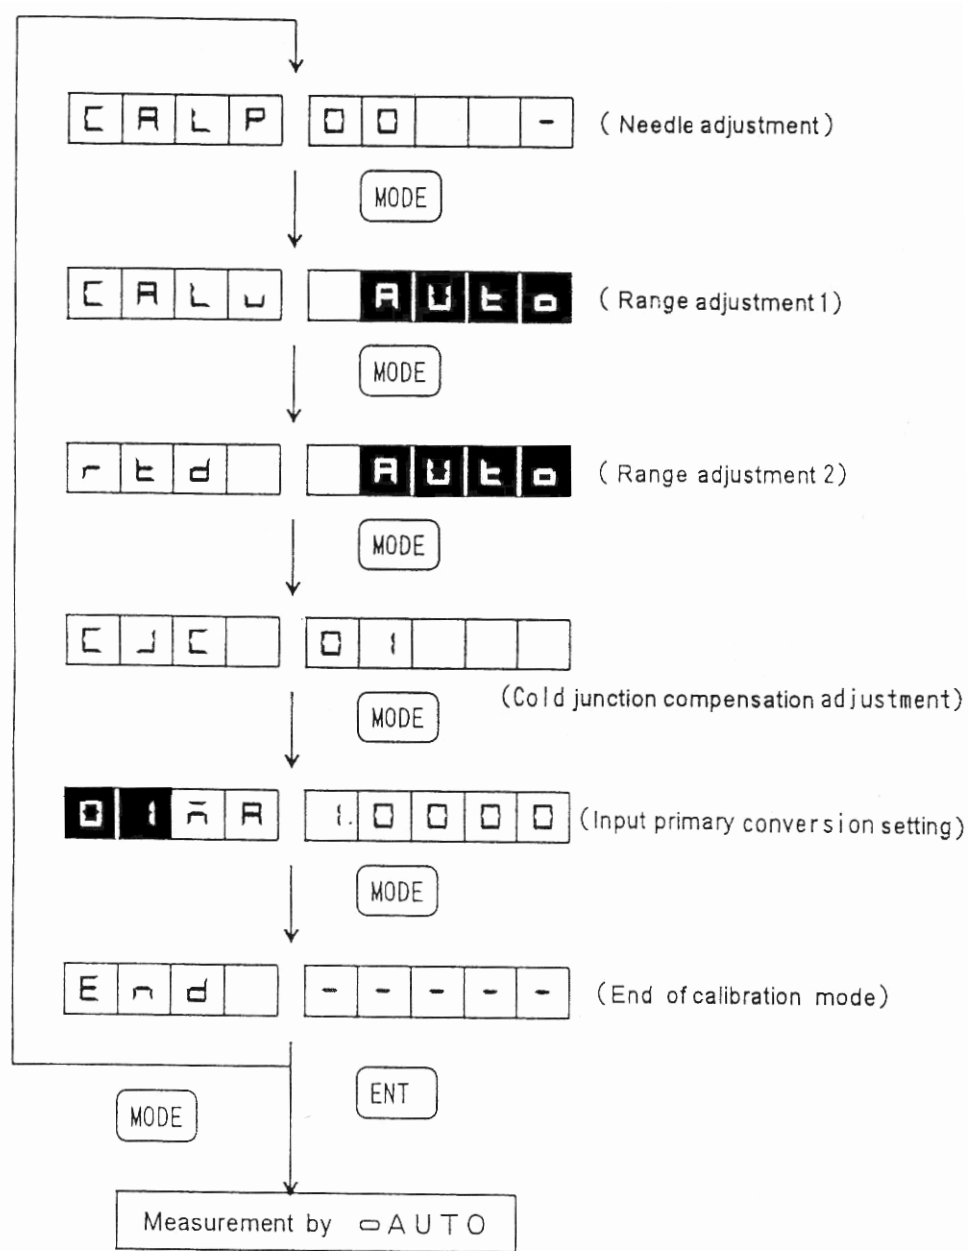 CALP 00 - (Needle adjustment)
MODE
CALu AUto (Range adjustment 1)
MODE
rtd AUto (Range adjustment 2)
MODE
CJC 01
(Cold junction compensation adjustment)
MODE
01 A 1.0000 (Input primary conversion setting)
MODE
End ----- (End of calibration mode)
ENT
MODE
Measurement by AUTO